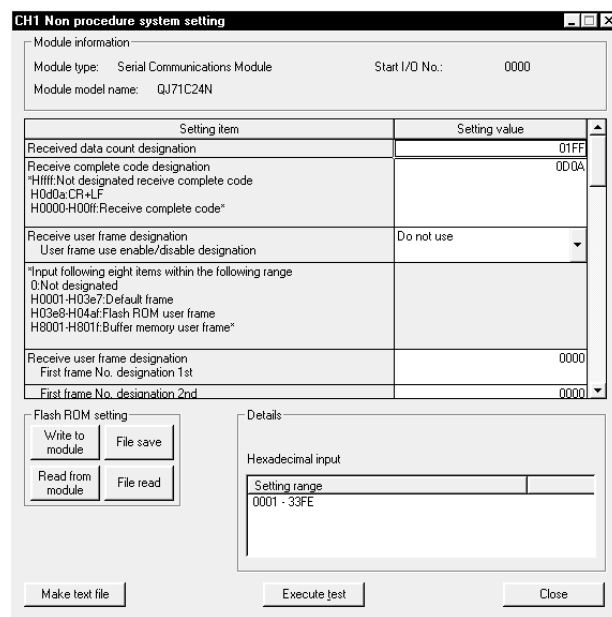 CH1 Non procedure system setting
Module information
Module type: Serial Communications Module Start I/O No.: 0000
Module model name: QJ71C24N
Setting item Setting value
Received data count designation 01FF
Receive complete code designation 0D0A
*Hffff:Not designated receive complete code
H0d0a:CR+LF
H0000-H00ff:Receive complete code*
Receive user frame designation Do not use
User frame use enable/disable designation
*Input following eight items within the following range
0:Not designated
H0001-H03e7:Default frame
H03e8-H04af:Flash ROM user frame
H8001-H801f:Buffer memory user frame*
Receive user frame designation 0000
First frame No. designation 1st
First frame No. designation 2nd 0000
Flash ROM setting
Write to module File save
Read from module File read
Details
Hexadecimal input
Setting range
0001 - 33FE
Make text file Execute test Close